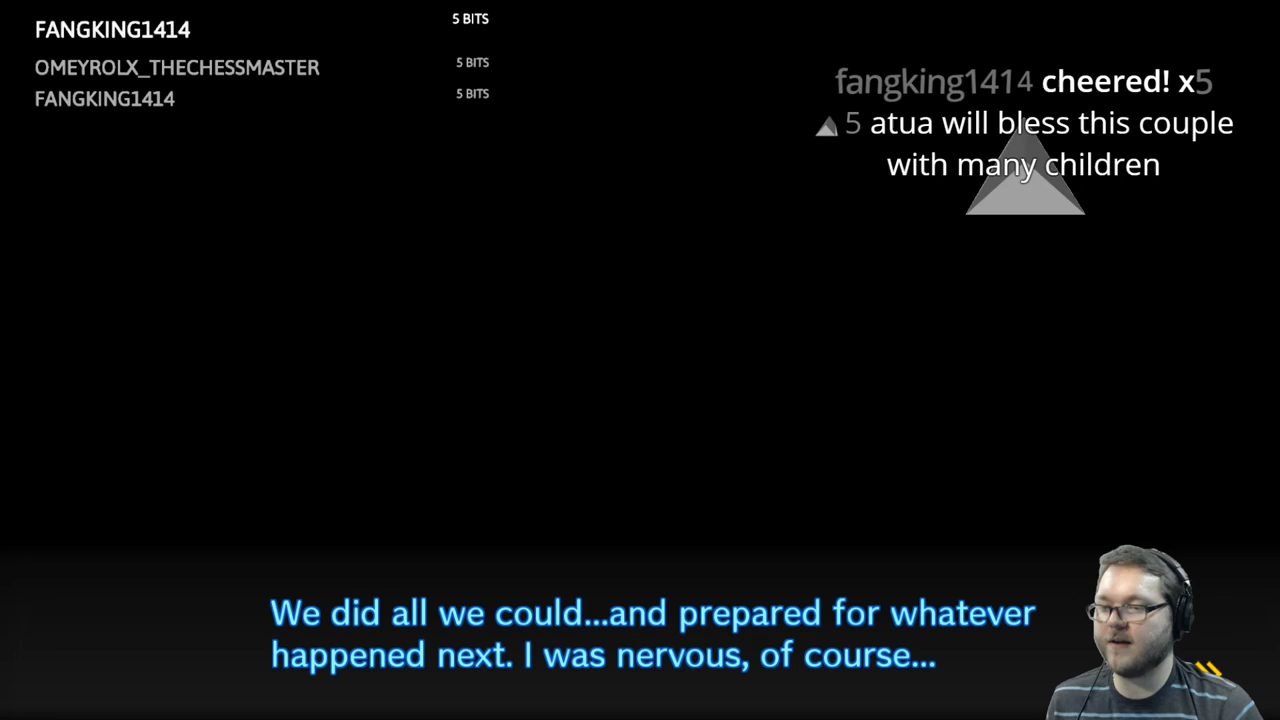 FANGKING1414 5 BITS
OMEYROLX_THECHESSMASTER 5 BITS
FANGKING1414 5 BITS
fangking1414 cheered! x5
5 atua will bless this couple
with many children
We did all we could...and prepared for whatever
happened next. I was nervous, of course...